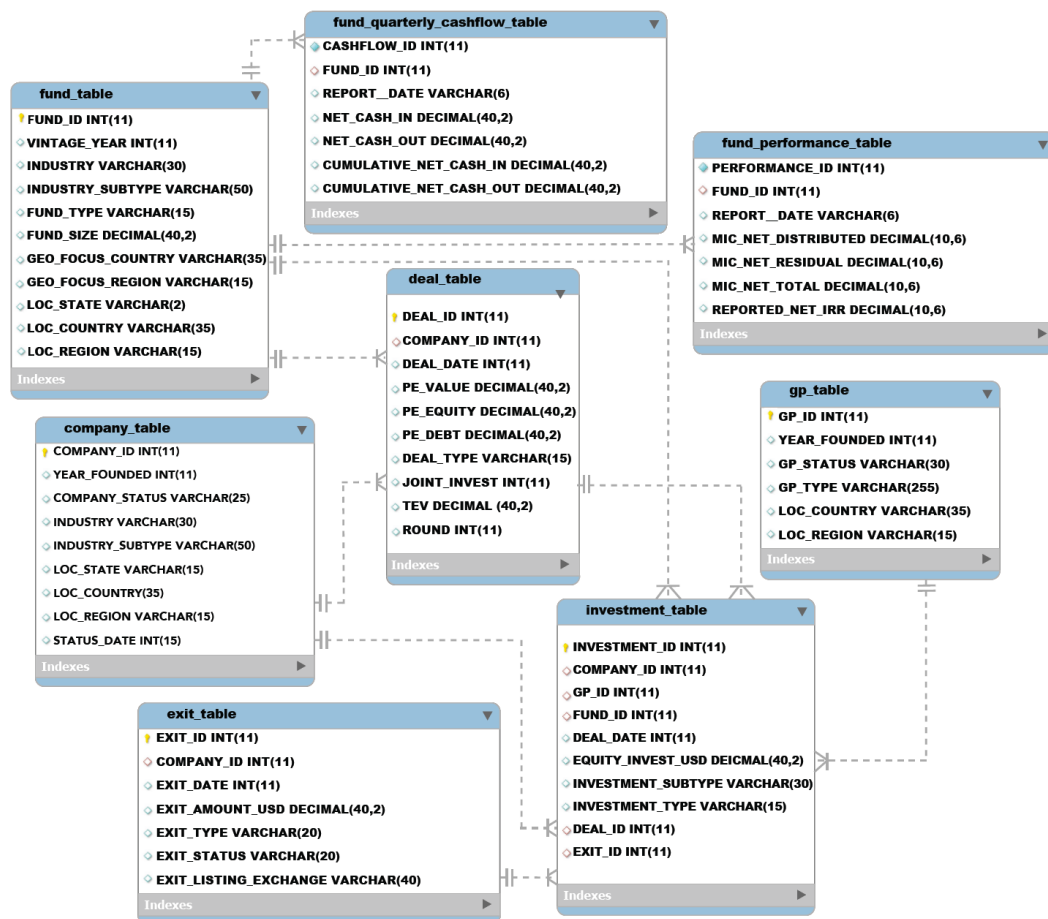 fund_quarterly_cashflow_table
CASHFLOW_ID INT(11)
FUND_ID INT(11)
REPORT__DATE VARCHAR(6)
NET_CASH_IN DECIMAL(40,2)
NET_CASH_OUT DECIMAL(40,2)
CUMULATIVE_NET_CASH_IN DECIMAL(40,2)
CUMULATIVE_NET_CASH_OUT DECIMAL(40,2)
Indexes
fund_table
FUND_ID INT(11)
VINTAGE_YEAR INT(11)
INDUSTRY VARCHAR(30)
INDUSTRY_SUBTYPE VARCHAR(50)
FUND_TYPE VARCHAR(15)
FUND_SIZE DECIMAL(40,2)
GEO_FOCUS_COUNTRY VARCHAR(35)
GEO_FOCUS_REGION VARCHAR(15)
LOC_STATE VARCHAR(2)
LOC_COUNTRY VARCHAR(35)
LOC_REGION VARCHAR(15)
Indexes
fund_performance_table
PERFORMANCE_ID INT(11)
FUND_ID INT(11)
REPORT__DATE VARCHAR(6)
MIC_NET_DISTRIBUTED DECIMAL(10,6)
MIC_NET_RESIDUAL DECIMAL(10,6)
MIC_NET_TOTAL DECIMAL(10,6)
REPORTED_NET_IRR DECIMAL(10,6)
Indexes
deal_table
DEAL_ID INT(11)
COMPANY_ID INT(11)
DEAL_DATE INT(11)
PE_VALUE DECIMAL(40,2)
PE_EQUITY DECIMAL(40,2)
PE_DEBT DECIMAL(40,2)
DEAL_TYPE VARCHAR(15)
JOINT_INVEST INT(11)
TEV DECIMAL (40,2)
ROUND INT(11)
Indexes
gp_table
GP_ID INT(11)
YEAR_FOUNDED INT(11)
GP_STATUS VARCHAR(30)
GP_TYPE VARCHAR(255)
LOC_COUNTRY VARCHAR(35)
LOC_REGION VARCHAR(15)
Indexes
company_table
COMPANY_ID INT(11)
YEAR_FOUNDED INT(11)
COMPANY_STATUS VARCHAR(25)
INDUSTRY VARCHAR(30)
INDUSTRY_SUBTYPE VARCHAR(50)
LOC_STATE VARCHAR(15)
LOC_COUNTRY(35)
LOC_REGION VARCHAR(15)
STATUS_DATE INT(15)
Indexes
investment_table
INVESTMENT_ID INT(11)
COMPANY_ID INT(11)
GP_ID INT(11)
FUND_ID INT(11)
DEAL_DATE INT(11)
EQUITY_INVEST_USD DEICMAL(40,2)
INVESTMENT_SUBTYPE VARCHAR(30)
INVESTMENT_TYPE VARCHAR(15)
DEAL_ID INT(11)
EXIT_ID INT(11)
Indexes
exit_table
EXIT_ID INT(11)
COMPANY_ID INT(11)
EXIT_DATE INT(11)
EXIT_AMOUNT_USD DECIMAL(40,2)
EXIT_TYPE VARCHAR(20)
EXIT_STATUS VARCHAR(20)
EXIT_LISTING_EXCHANGE VARCHAR(40)
Indexes